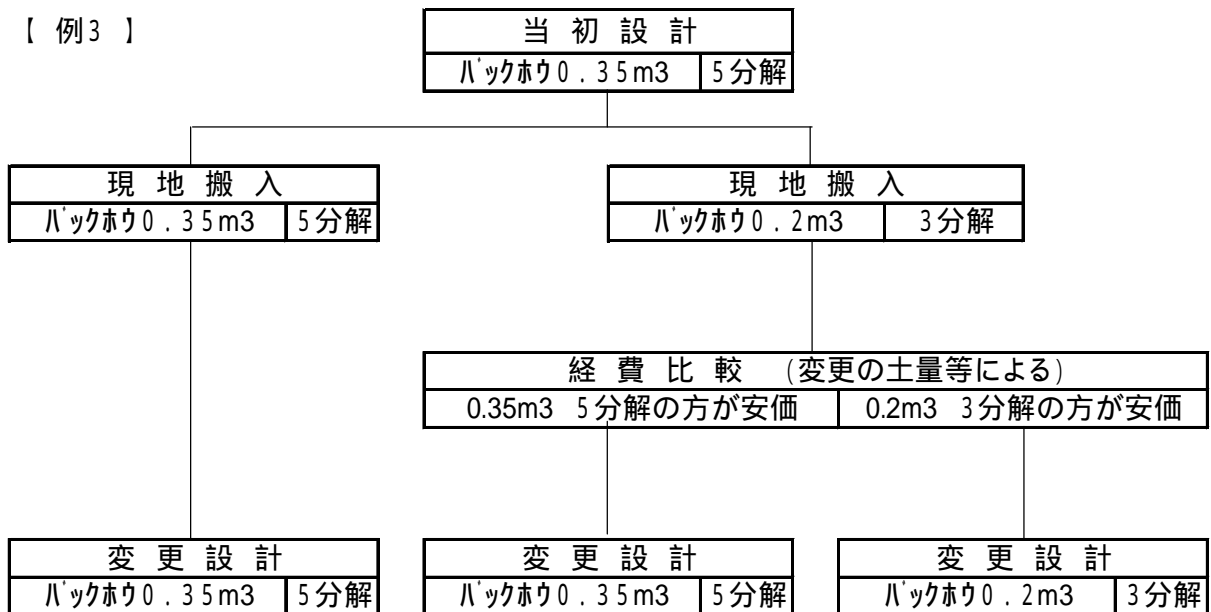 【 例3 】
当 初 設 計
ﾊﾞｯｸﾎｳ0．35m3 5分解
現 地 搬 入
ﾊﾞｯｸﾎｳ0．35m3 5分解
現 地 搬 入
ﾊﾞｯｸﾎｳ0．2m3 3分解
経 費 比 較 (変更の土量等による)
0.35m3 5分解の方が安価 0.2m3 3分解の方が安価
変 更 設 計
ﾊﾞｯｸﾎｳ0．35m3 5分解
変 更 設 計
ﾊﾞｯｸﾎｳ0．35m3 5分解
変 更 設 計
ﾊﾞｯｸﾎｳ0．2m3 3分解